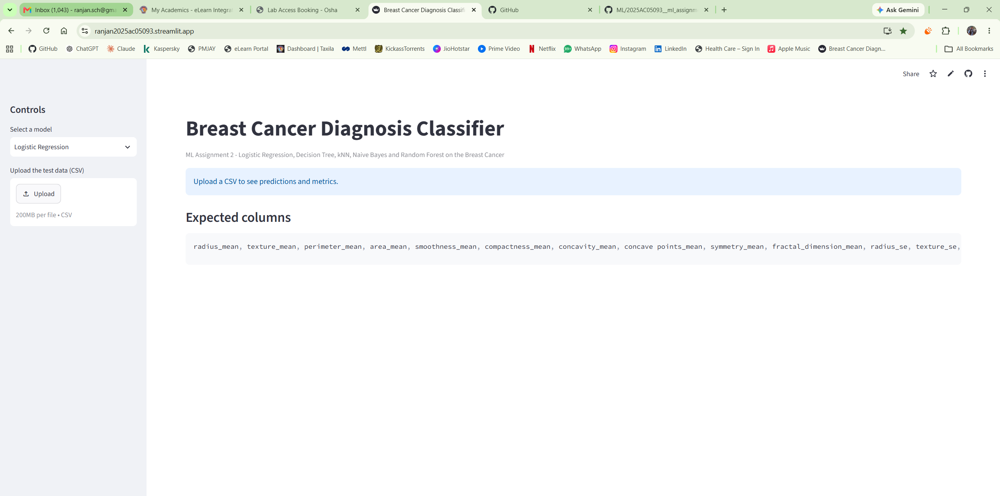 Inbox (1,043) - ranjan.sch@gma
My Academics - eLearn Integrat
Lab Access Booking - Osha
Breast Cancer Diagnosis Classifi
GitHub
ML/2025AC05093__ml_assignm
Ask Gemini
ranjan2025ac05093.streamlit.app
GitHub
ChatGPT
Claude
Kaspersky
PMJAY
eLearn Portal
Dashboard | Taxila
Mettl
KickassTorrents
JioHotstar
Prime Video
Netflix
99+
WhatsApp
Instagram
LinkedIn
Health Care – Sign In
Apple Music
Breast Cancer Diagn...
All Bookmarks
Share
Controls
Select a model
Logistic Regression
Upload the test data (CSV)
Upload
200MB per file • CSV
Breast Cancer Diagnosis Classifier
ML Assignment 2 - Logistic Regression, Decision Tree, kNN, Naive Bayes and Random Forest on the Breast Cancer
Upload a CSV to see predictions and metrics.
Expected columns
radius_mean, texture_mean, perimeter_mean, area_mean, smoothness_mean, compactness_mean, concavity_mean, concave points_mean, symmetry_mean, fractal_dimension_mean, radius_se, texture_se,